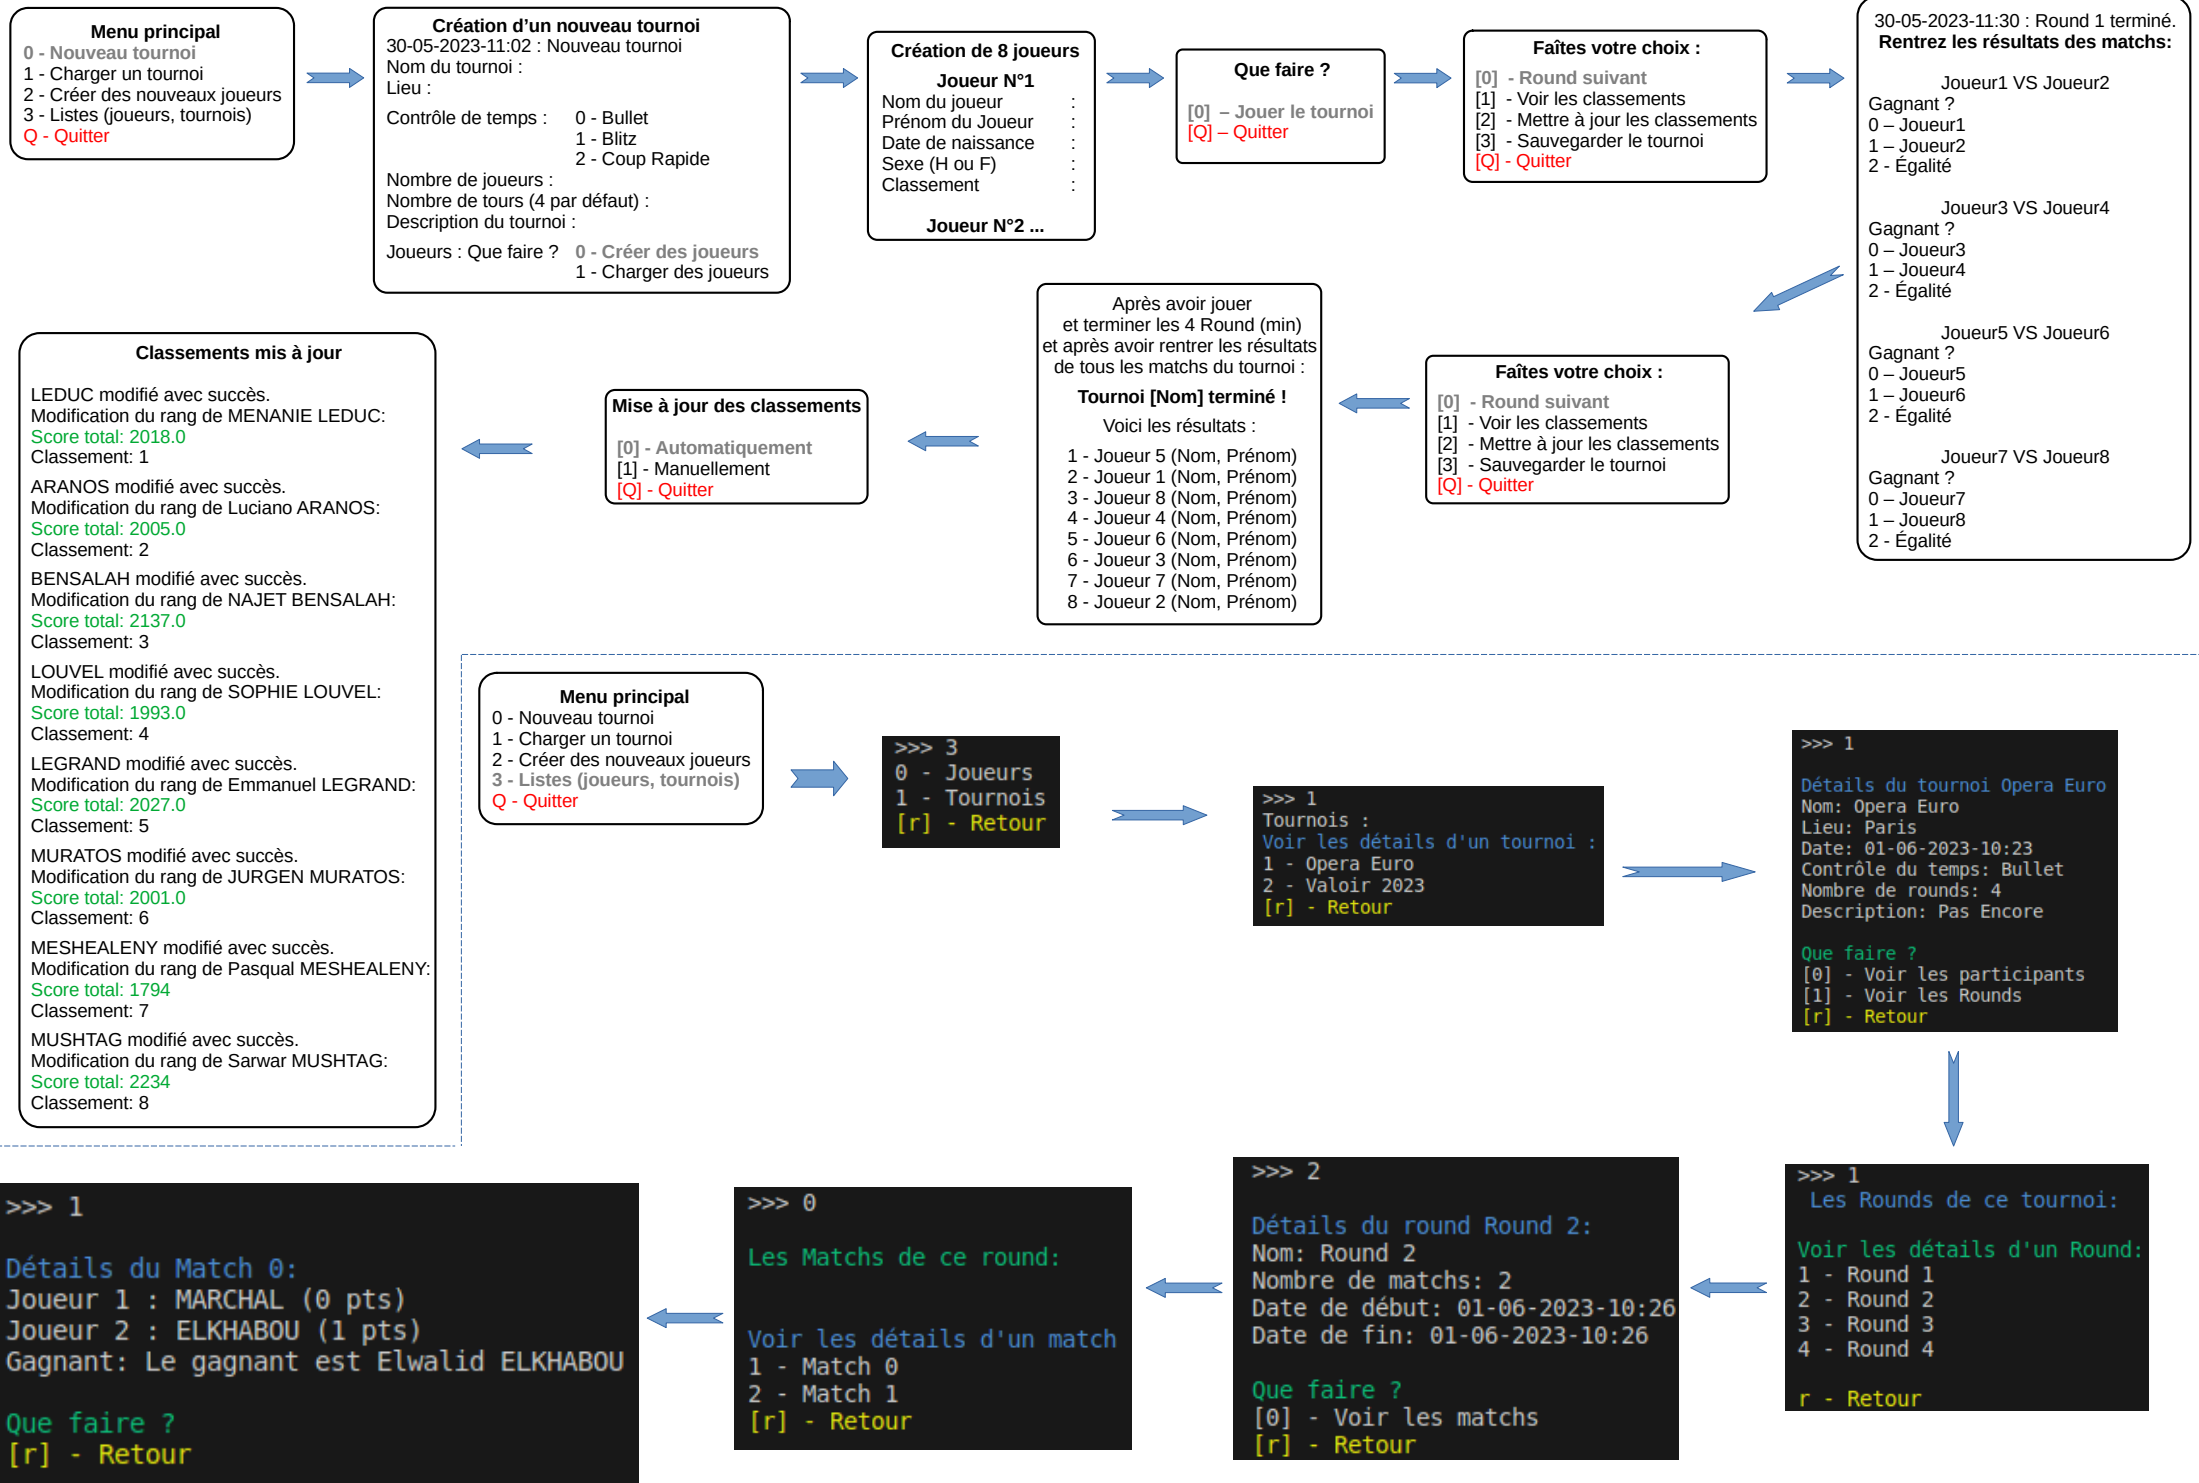 Menu principal
0 - Nouveau tournoi
1 - Charger un tournoi
2 - Créer des nouveaux joueurs
3 - Listes (joueurs, tournois)
Q - Quitter
Création d'un nouveau tournoi
30-05-2023-11:02 : Nouveau tournoi
Nom du tournoi :
Lieu :
Contrôle de temps : 0 - Bullet
1 - Blitz
2 - Coup Rapide
Nombre de joueurs :
Nombre de tours (4 par défaut) :
Description du tournoi :
Joueurs : Que faire ? 0 - Créer des joueurs
1 - Charger des joueurs
Création de 8 joueurs
Joueur N°1
Nom du joueur :
Prénom du Joueur :
Date de naissance :
Sexe (H ou F) :
Classement :
Joueur N°2 ...
Que faire ?
[0] – Jouer le tournoi
[Q] – Quitter
Faîtes votre choix :
[0] - Round suivant
[1] - Voir les classements
[2] - Mettre à jour les classements
[3] - Sauvegarder le tournoi
[Q] - Quitter
30-05-2023-11:30 : Round 1 terminé.
Rentrez les résultats des matchs:
Joueur1 VS Joueur2
Gagnant ?
0 – Joueur1
1 – Joueur2
2 - Égalité
Joueur3 VS Joueur4
Gagnant ?
0 – Joueur3
1 – Joueur4
2 - Égalité
Joueur5 VS Joueur6
Gagnant ?
0 – Joueur5
1 – Joueur6
2 - Égalité
Joueur7 VS Joueur8
Gagnant ?
0 – Joueur7
1 – Joueur8
2 - Égalité
Faîtes votre choix :
[0] - Round suivant
[1] - Voir les classements
[2] - Mettre à jour les classements
[3] - Sauvegarder le tournoi
[Q] - Quitter
Après avoir jouer
et terminer les 4 Round (min)
et après avoir rentrer les résultats
de tous les matchs du tournoi :
Tournoi [Nom] terminé !
Voici les résultats :
1 - Joueur 5 (Nom, Prénom)
2 - Joueur 1 (Nom, Prénom)
3 - Joueur 8 (Nom, Prénom)
4 - Joueur 4 (Nom, Prénom)
5 - Joueur 6 (Nom, Prénom)
6 - Joueur 3 (Nom, Prénom)
7 - Joueur 7 (Nom, Prénom)
8 - Joueur 2 (Nom, Prénom)
Mise à jour des classements
[0] - Automatiquement
[1] - Manuellement
[Q] - Quitter
Classements mis à jour
LEDUC modifié avec succès.
Modification du rang de MENANIE LEDUC:
Score total: 2018.0
Classement: 1
ARANOS modifié avec succès.
Modification du rang de Luciano ARANOS:
Score total: 2005.0
Classement: 2
BENSALAH modifié avec succès.
Modification du rang de NAJET BENSALAH:
Score total: 2137.0
Classement: 3
LOUVEL modifié avec succès.
Modification du rang de SOPHIE LOUVEL:
Score total: 1993.0
Classement: 4
LEGRAND modifié avec succès.
Modification du rang de Emmanuel LEGRAND:
Score total: 2027.0
Classement: 5
MURATOS modifié avec succès.
Modification du rang de JURGEN MURATOS:
Score total: 2001.0
Classement: 6
MESHEALENY modifié avec succès.
Modification du rang de Pasqual MESHEALENY:
Score total: 1794
Classement: 7
MUSHTAG modifié avec succès.
Modification du rang de Sarwar MUSHTAG:
Score total: 2234
Classement: 8
Menu principal
0 - Nouveau tournoi
1 - Charger un tournoi
2 - Créer des nouveaux joueurs
3 - Listes (joueurs, tournois)
Q - Quitter
>>> 3
0 - Joueurs
1 - Tournois
[r] - Retour
>>> 1
Tournois :
Voir les détails d'un tournoi :
1 - Opera Euro
2 - Valoir 2023
[r] - Retour
>>> 1
Détails du tournoi Opera Euro
Nom: Opera Euro
Lieu: Paris
Date: 01-06-2023-10:23
Contrôle du temps: Bullet
Nombre de rounds: 4
Description: Pas Encore
Que faire ?
[0] - Voir les participants
[1] - Voir les Rounds
[r] - Retour
>>> 1
Les Rounds de ce tournoi:
Voir les détails d'un Round:
1 - Round 1
2 - Round 2
3 - Round 3
4 - Round 4
r - Retour
>>> 2
Détails du round Round 2:
Nom: Round 2
Nombre de matchs: 2
Date de début: 01-06-2023-10:26
Date de fin: 01-06-2023-10:26
Que faire ?
[0] - Voir les matchs
[r] - Retour
>>> 0
Les Matchs de ce round:
Voir les détails d'un match
1 - Match 0
2 - Match 1
[r] - Retour
>>> 1
Détails du Match 0:
Joueur 1 : MARCHAL (0 pts)
Joueur 2 : ELKHABOU (1 pts)
Gagnant: Le gagnant est Elwalid ELKHABOU
Que faire ?
[r] - Retour